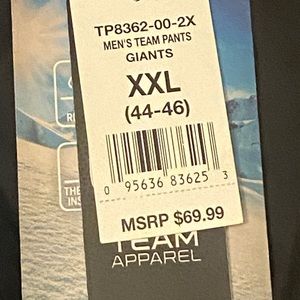 TP8362-00-2X
MEN'S TEAM PANTS
GIANTS
XXL
(44-46)
0 95636 83625 3
MSRP $69.99
TEAM
APPAREL